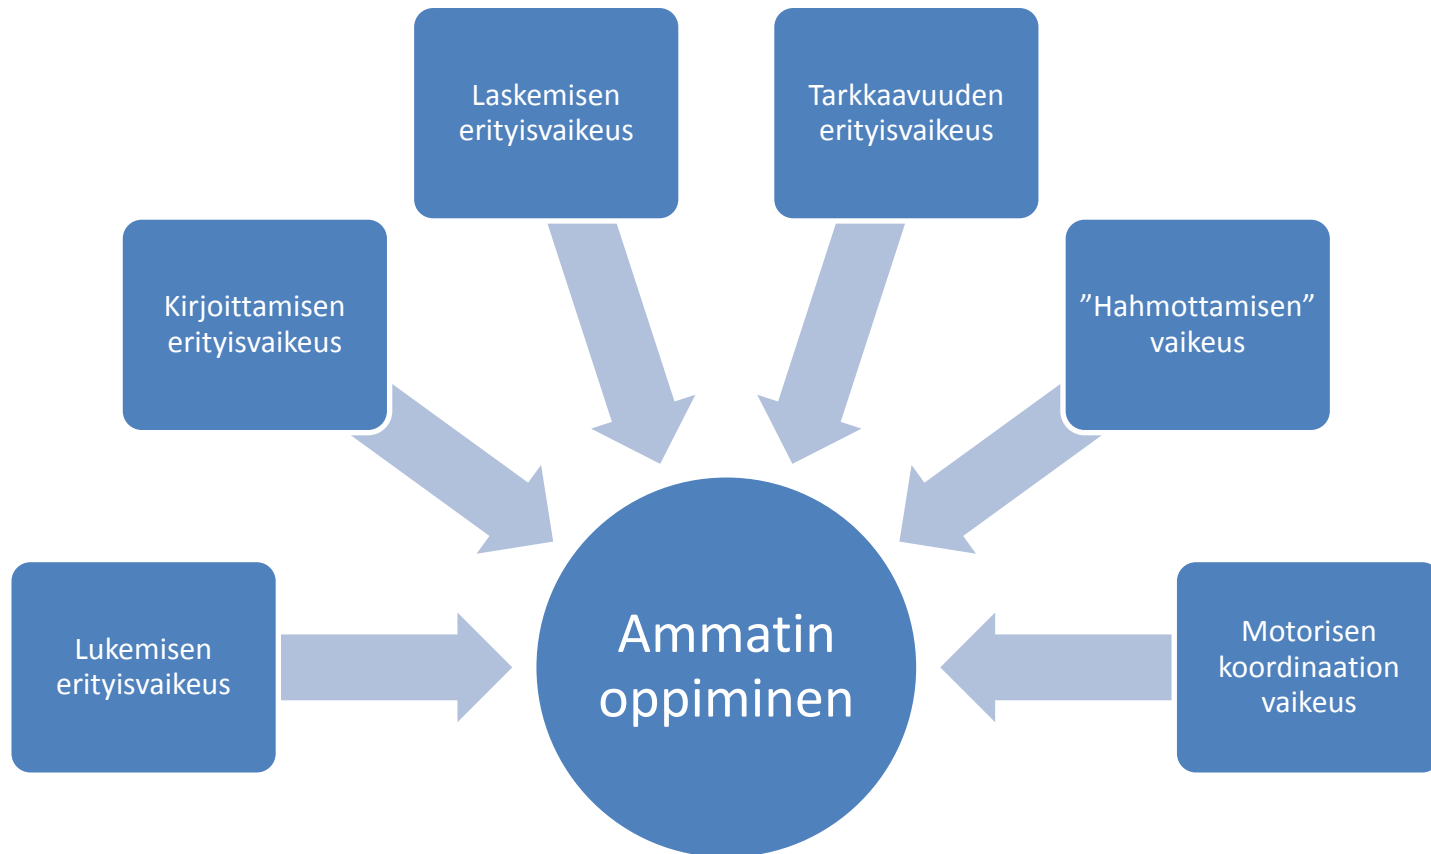 Laskemisen
erityisvaikeus
Tarkkaavuuden
erityisvaikeus
Kirjoittamisen
erityisvaikeus
”Hahmottamisen”
vaikeus
Lukemisen
erityisvaikeus
Ammatin
oppiminen
Motorisen
koordinaation
vaikeus